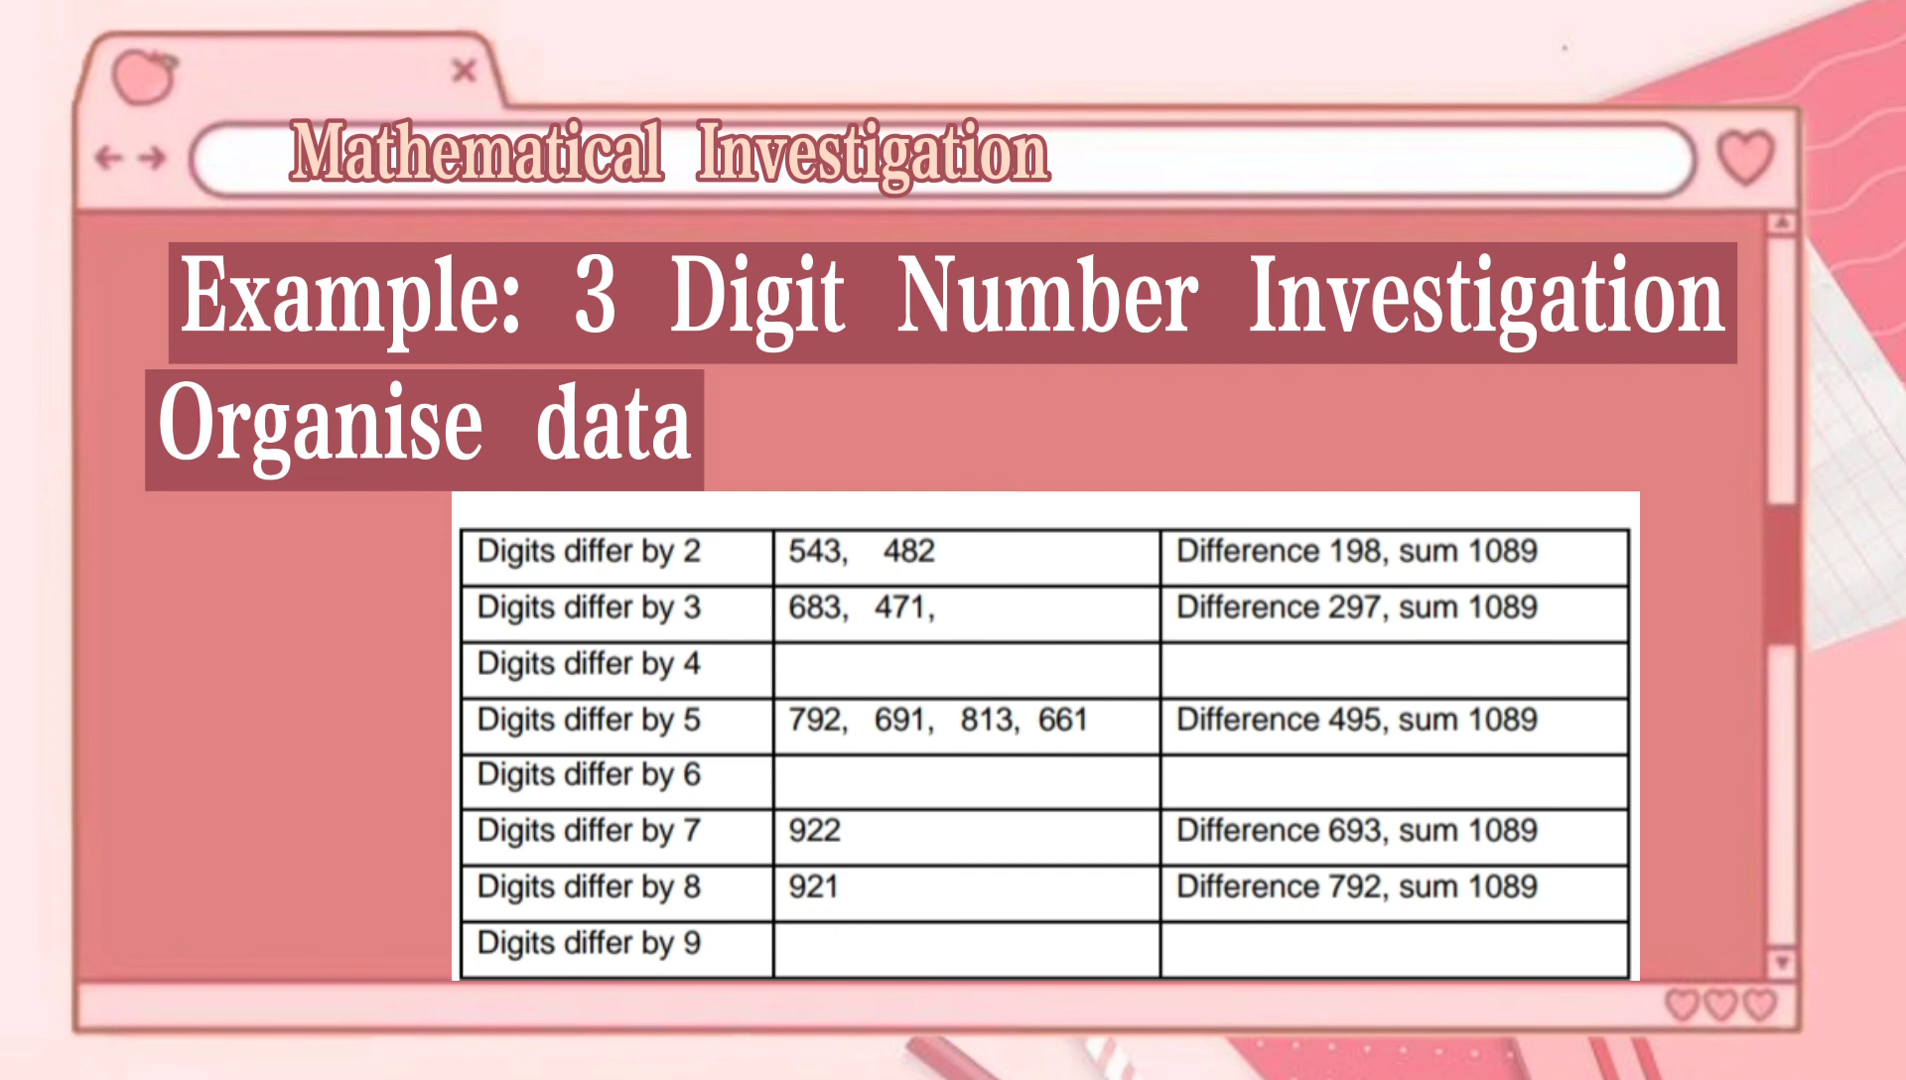 Mathematical Investigation
Example: 3 Digit Number Investigation
Organise data
Digits differ by 2 543, 482 Difference 198, sum 1089
Digits differ by 3 683, 471, Difference 297, sum 1089
Digits differ by 4
Digits differ by 5 792, 691, 813, 661 Difference 495, sum 1089
Digits differ by 6
Digits differ by 7 922 Difference 693, sum 1089
Digits differ by 8 921 Difference 792, sum 1089
Digits differ by 9